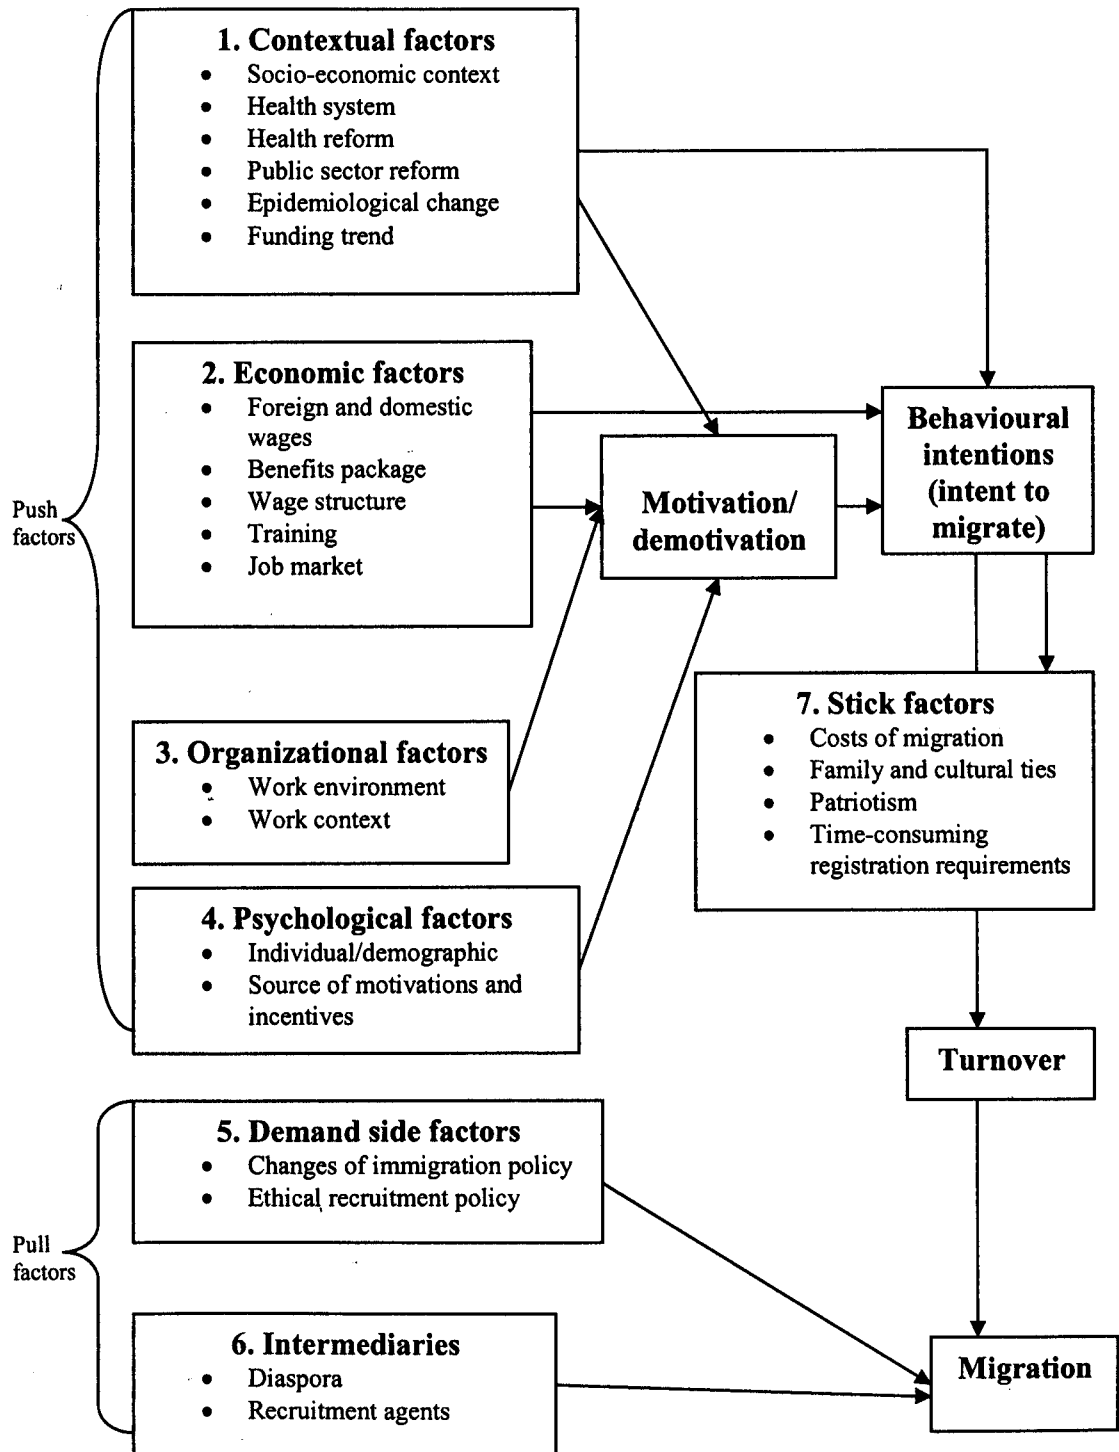 1. Contextual factors
• Socio-economic context
• Health system
• Health reform
• Public sector reform
• Epidemiological change
• Funding trend
2. Economic factors
• Foreign and domestic
wages
• Benefits package
• Wage structure
• Training
• Job market
Push
factors
Motivation/
demotivation
Behavioural
intentions
(intent to
migrate)
3. Organizational factors
• Work environment
• Work context
7. Stick factors
• Costs of migration
• Family and cultural ties
• Patriotism
• Time-consuming
registration requirements
4. Psychological factors
• Individual/demographic
• Source of motivations and
incentives
Turnover
5. Demand side factors
• Changes of immigration policy
• Ethical recruitment policy
Pull
factors
6. Intermediaries
• Diaspora
• Recruitment agents
Migration